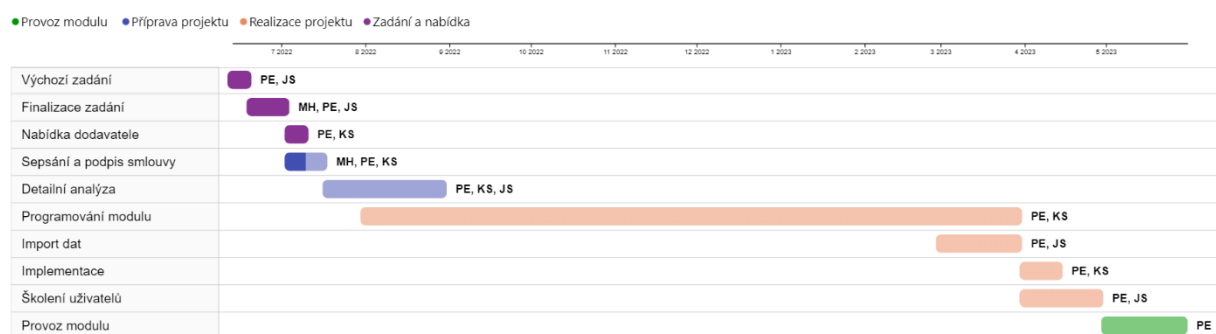 Provoz modulu Příprava projektu Realizace projektu Zadání a nabídka
7 2022 8 2022 9 2022 10 2022 11 2022 12 2022 1 2023 2 2023 3 2023 4 2023 5 2023
Výchozí zadání PE, JS
Finalizace zadání MH, PE, JS
Nabídka dodavatele PE, KS
Sepsání a podpis smlouvy MH, PE, KS
Detailní analýza PE, KS, JS
Programování modulu PE, KS
Import dat PE, JS
Implementace PE, KS
Školení uživatelů PE, JS
Provoz modulu PE